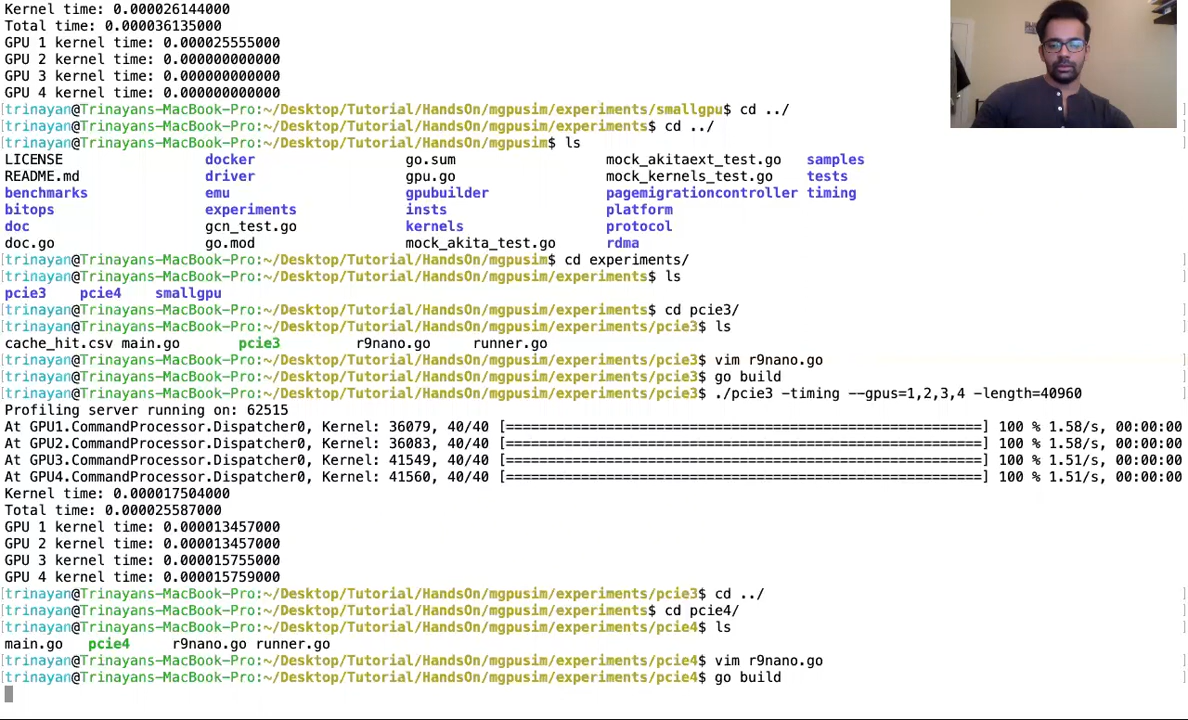 Kernel time: 0.000026144000
Total time: 0.000036135000
GPU 1 kernel time: 0.000025555000
GPU 2 kernel time: 0.000000000000
GPU 3 kernel time: 0.000000000000
GPU 4 kernel time: 0.000000000000
[trinayan@Trinayans-MacBook-Pro:~/Desktop/Tutorial/HandsOn/mgpusim/experiments/smallgpu$ cd ../
[trinayan@Trinayans-MacBook-Pro:~/Desktop/Tutorial/HandsOn/mgpusim/experiments$ cd ../ ]
[trinayan@Trinayans-MacBook-Pro:~/Desktop/Tutorial/HandsOn/mgpusim$ ls ]
LICENSE docker go.sum mock_akitaext_test.go samples
README.md driver gpu.go mock_kernels_test.go tests
benchmarks emu gpubuilder pagemigrationcontroller timing
bitops experiments insts platform
doc gcn_test.go kernels protocol
doc.go go.mod mock_akita_test.go rdma
[trinayan@Trinayans-MacBook-Pro:~/Desktop/Tutorial/HandsOn/mgpusim$ cd experiments/ ]
[trinayan@Trinayans-MacBook-Pro:~/Desktop/Tutorial/HandsOn/mgpusim/experiments$ ls ]
pcie3 pcie4 smallgpu
[trinayan@Trinayans-MacBook-Pro:~/Desktop/Tutorial/HandsOn/mgpusim/experiments$ cd pcie3/ ]
[trinayan@Trinayans-MacBook-Pro:~/Desktop/Tutorial/HandsOn/mgpusim/experiments/pcie3$ ls ]
cache_hit.csv main.go pcie3 r9nano.go runner.go
[trinayan@Trinayans-MacBook-Pro:~/Desktop/Tutorial/HandsOn/mgpusim/experiments/pcie3$ vim r9nano.go ]
[trinayan@Trinayans-MacBook-Pro:~/Desktop/Tutorial/HandsOn/mgpusim/experiments/pcie3$ go build ]
[trinayan@Trinayans-MacBook-Pro:~/Desktop/Tutorial/HandsOn/mgpusim/experiments/pcie3$ ./pcie3 -timing --gpus=1,2,3,4 -length=40960 ]
Profiling server running on: 62515
At GPU1.CommandProcessor.Dispatcher0, Kernel: 36079, 40/40 [============================================================] 100 % 1.58/s, 00:00:00
At GPU2.CommandProcessor.Dispatcher0, Kernel: 36083, 40/40 [============================================================] 100 % 1.58/s, 00:00:00
At GPU3.CommandProcessor.Dispatcher0, Kernel: 41549, 40/40 [============================================================] 100 % 1.51/s, 00:00:00
At GPU4.CommandProcessor.Dispatcher0, Kernel: 41560, 40/40 [============================================================] 100 % 1.51/s, 00:00:00
Kernel time: 0.000017504000
Total time: 0.000025587000
GPU 1 kernel time: 0.000013457000
GPU 2 kernel time: 0.000013457000
GPU 3 kernel time: 0.000015755000
GPU 4 kernel time: 0.000015759000
[trinayan@Trinayans-MacBook-Pro:~/Desktop/Tutorial/HandsOn/mgpusim/experiments/pcie3$ cd ../ ]
[trinayan@Trinayans-MacBook-Pro:~/Desktop/Tutorial/HandsOn/mgpusim/experiments$ cd pcie4/ ]
[trinayan@Trinayans-MacBook-Pro:~/Desktop/Tutorial/HandsOn/mgpusim/experiments/pcie4$ ls ]
main.go pcie4 r9nano.go runner.go
[trinayan@Trinayans-MacBook-Pro:~/Desktop/Tutorial/HandsOn/mgpusim/experiments/pcie4$ vim r9nano.go ]
[trinayan@Trinayans-MacBook-Pro:~/Desktop/Tutorial/HandsOn/mgpusim/experiments/pcie4$ go build ]